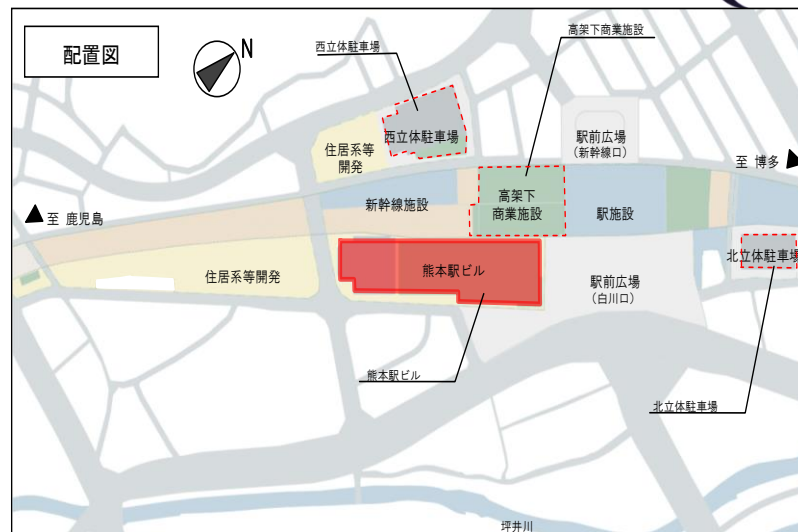 配置図
N
高架下商業施設
西立体駐車場
西立体駐車場
駅前広場
（新幹線口）
住居系等
開発
至 博多
新幹線施設
高架下
商業施設
駅施設
至 鹿児島
北立体駐車場
住居系等開発
熊本駅ビル
駅前広場
（白川口）
熊本駅ビル
北立体駐車場
坪井川